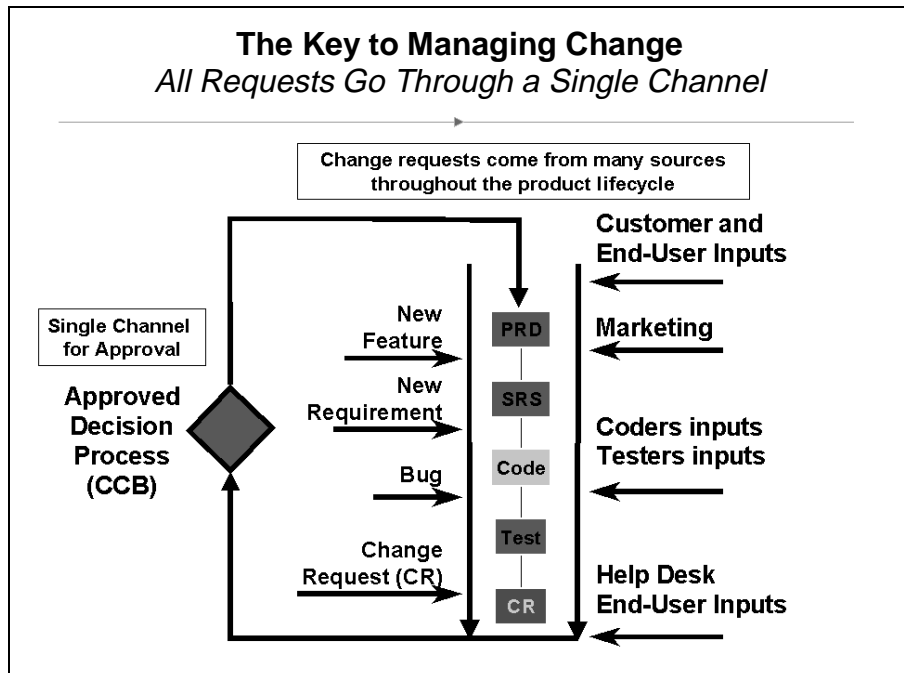 The Key to Managing Change
All Requests Go Through a Single Channel
Change requests come from many sources
throughout the product lifecycle
Customer and
End-User Inputs
Single Channel
for Approval
New
Feature
PRD
Marketing
Approved
Decision
Process
(CCB)
New
Requirement
SRS
Coders inputs
Testers inputs
Bug
Code
Test
Change
Request (CR)
CR
Help Desk
End-User Inputs